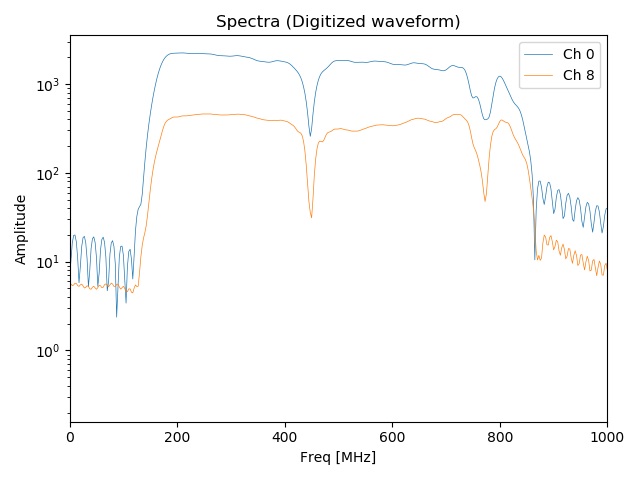 Spectra (Digitized waveform)
Ch 0
Ch 8
Amplitude
10³
10²
10¹
10⁰
0 200 400 600 800 1000
Freq [MHz]